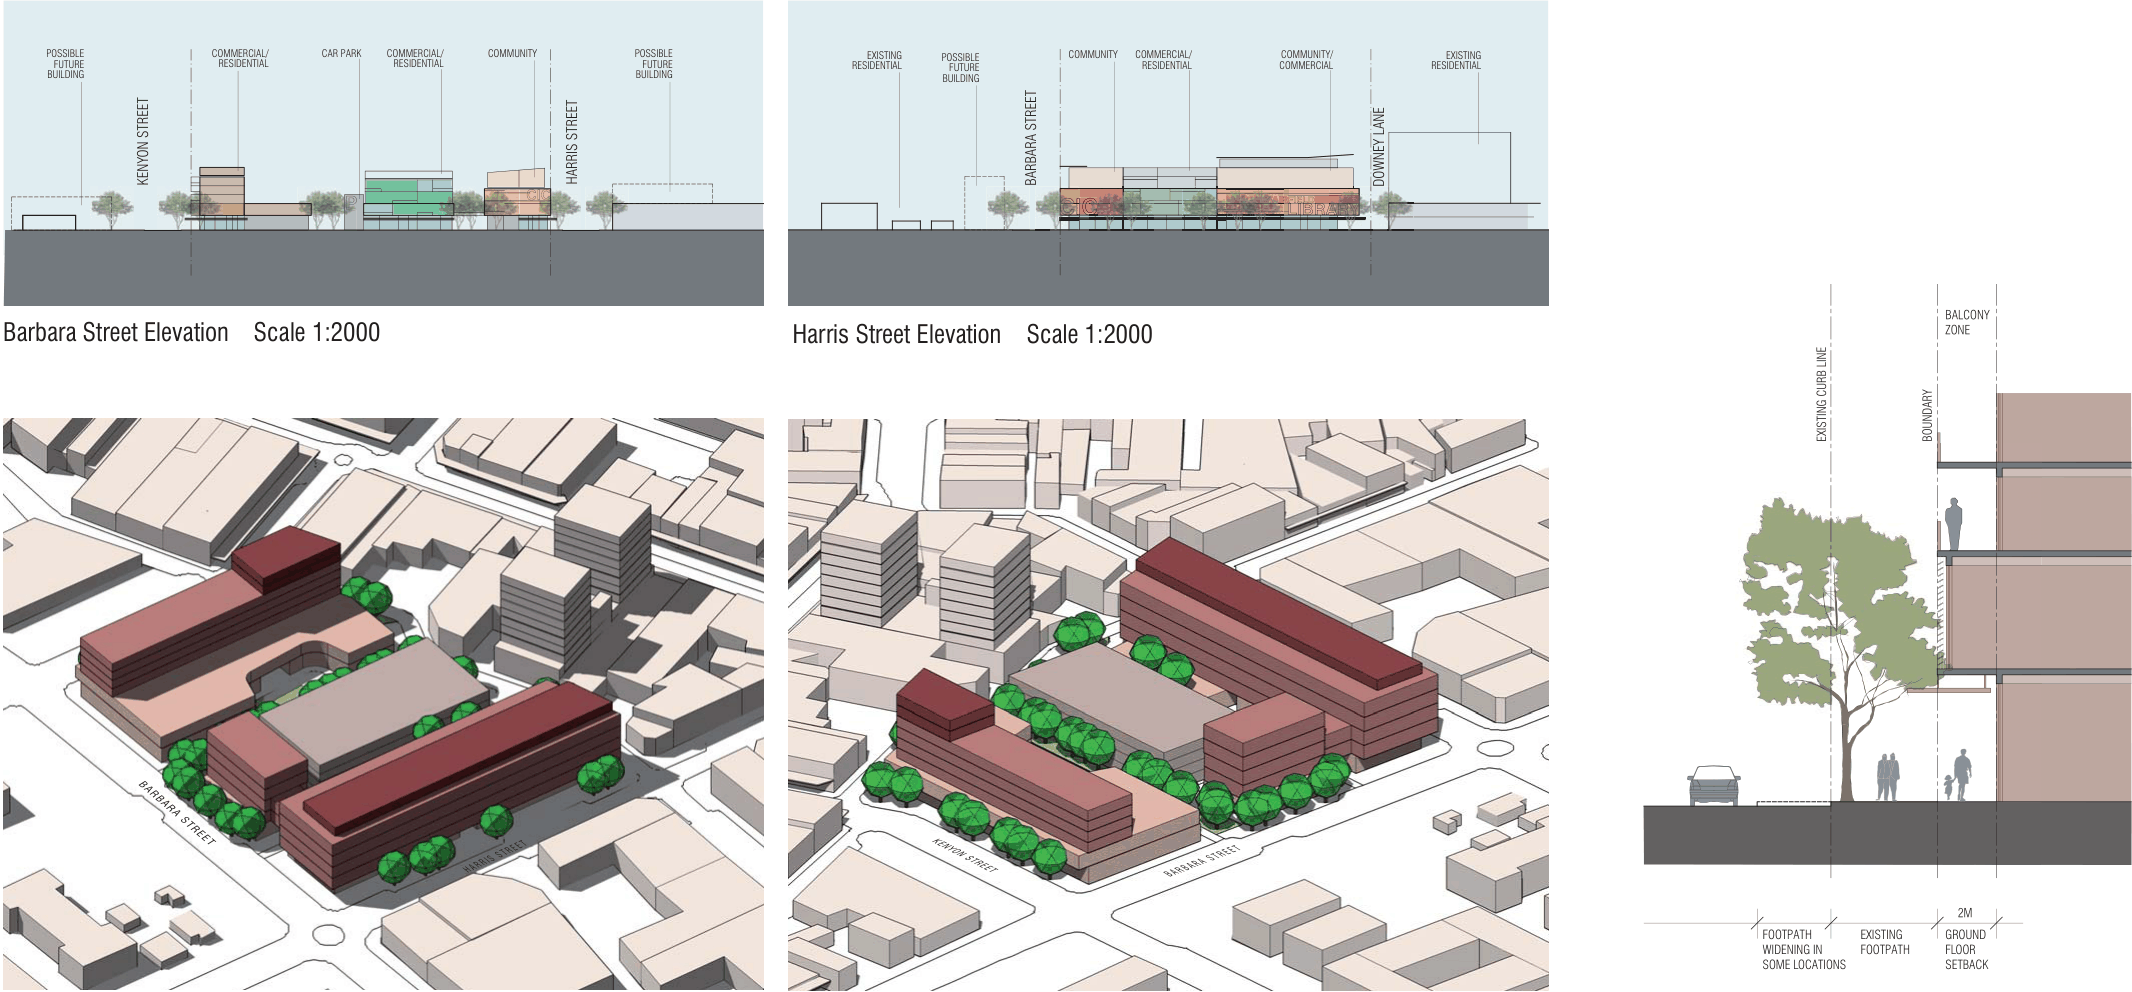 POSSIBLE
FUTURE
BUILDING
KENYON STREET
COMMERCIAL/
RESIDENTIAL
CAR PARK
COMMERCIAL/
RESIDENTIAL
COMMUNITY
HARRIS STREET
POSSIBLE
FUTURE
BUILDING
P
CIC
Barbara Street Elevation Scale 1:2000
EXISTING
RESIDENTIAL
POSSIBLE
FUTURE
BUILDING
BARBARA STREET
COMMUNITY
COMMERCIAL/
RESIDENTIAL
COMMUNITY/
COMMERCIAL
DOWNEY LANE
EXISTING
RESIDENTIAL
CIC
LIBRARY
Harris Street Elevation Scale 1:2000
BARBARA STREET
HARRIS STREET
KENYON STREET
BARBARA STREET
EXISTING CURB LINE
BOUNDARY
BALCONY
ZONE
2M
FOOTPATH
WIDENING IN
SOME LOCATIONS
EXISTING
FOOTPATH
GROUND
FLOOR
SETBACK